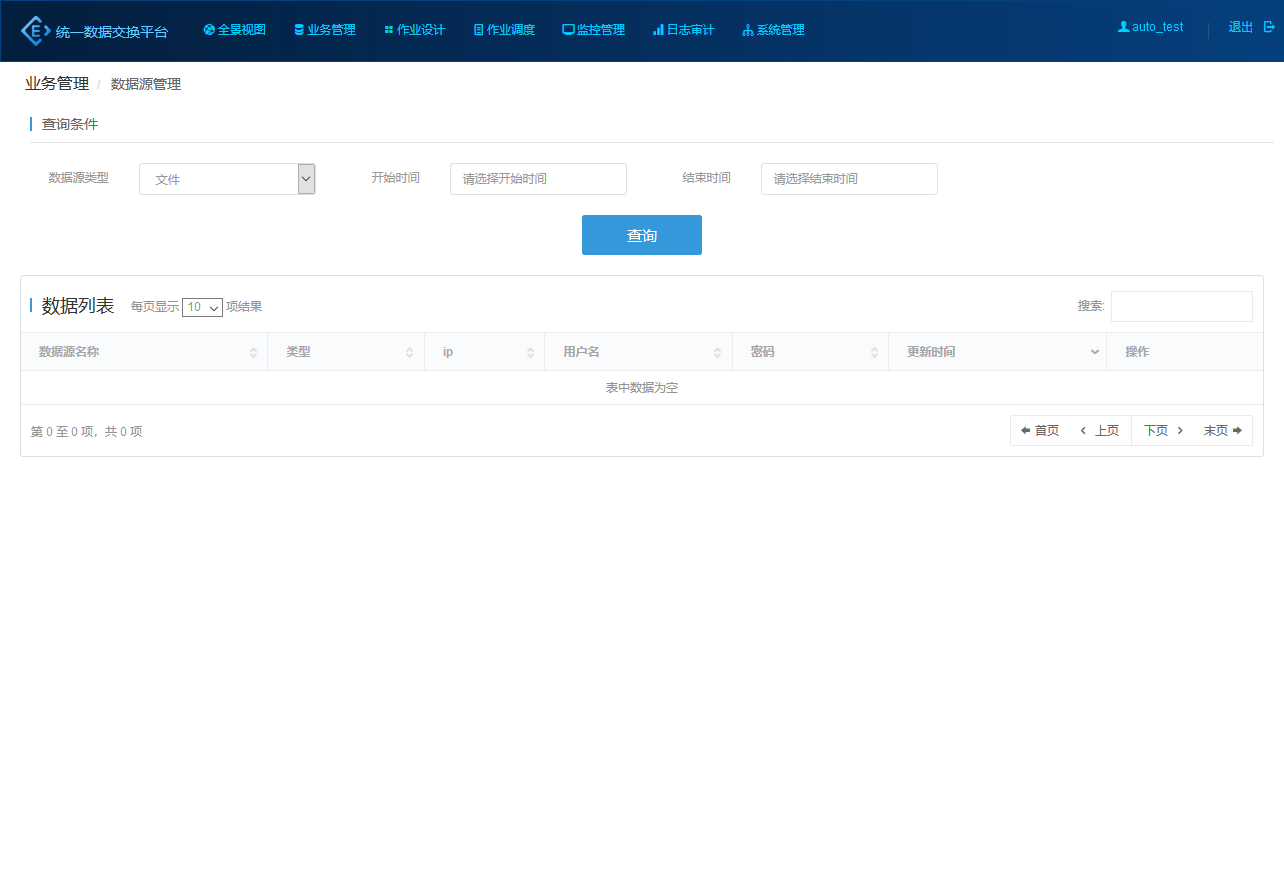 统一数据交换平台 全景视图 业务管理 作业设计 作业调度 监控管理 日志审计 系统管理 auto_test 退出
业务管理 / 数据源管理
查询条件
数据源类型 文件 开始时间 请选择开始时间 结束时间 请选择结束时间
查询
数据列表 每页显示 10 项结果 搜索:
数据源名称 类型 ip 用户名 密码 更新时间 操作
表中数据为空
第 0 至 0 项，共 0 项 首页 上页 下页 末页